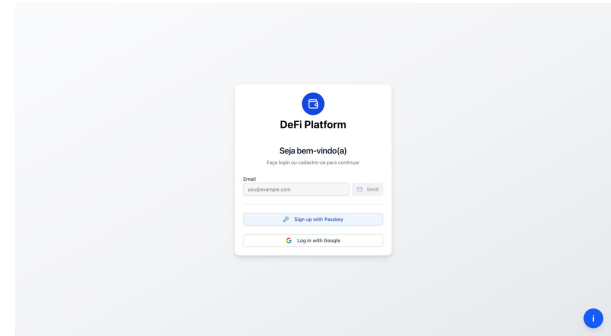 DeFi Platform
Seja bem-vindo(a)
Faça login ou cadastre-se para continuar
Email
you@example.com Send
Sign up with Passkey
Log in with Google
i